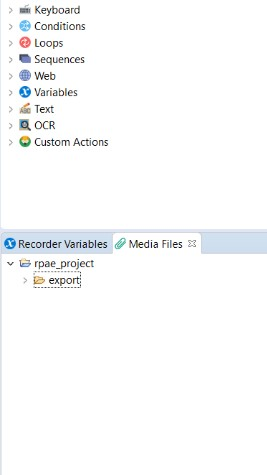 Keyboard
Conditions
Loops
Sequences
Web
Variables
Text
OCR
Custom Actions
Recorder Variables Media Files
rpae_project
export